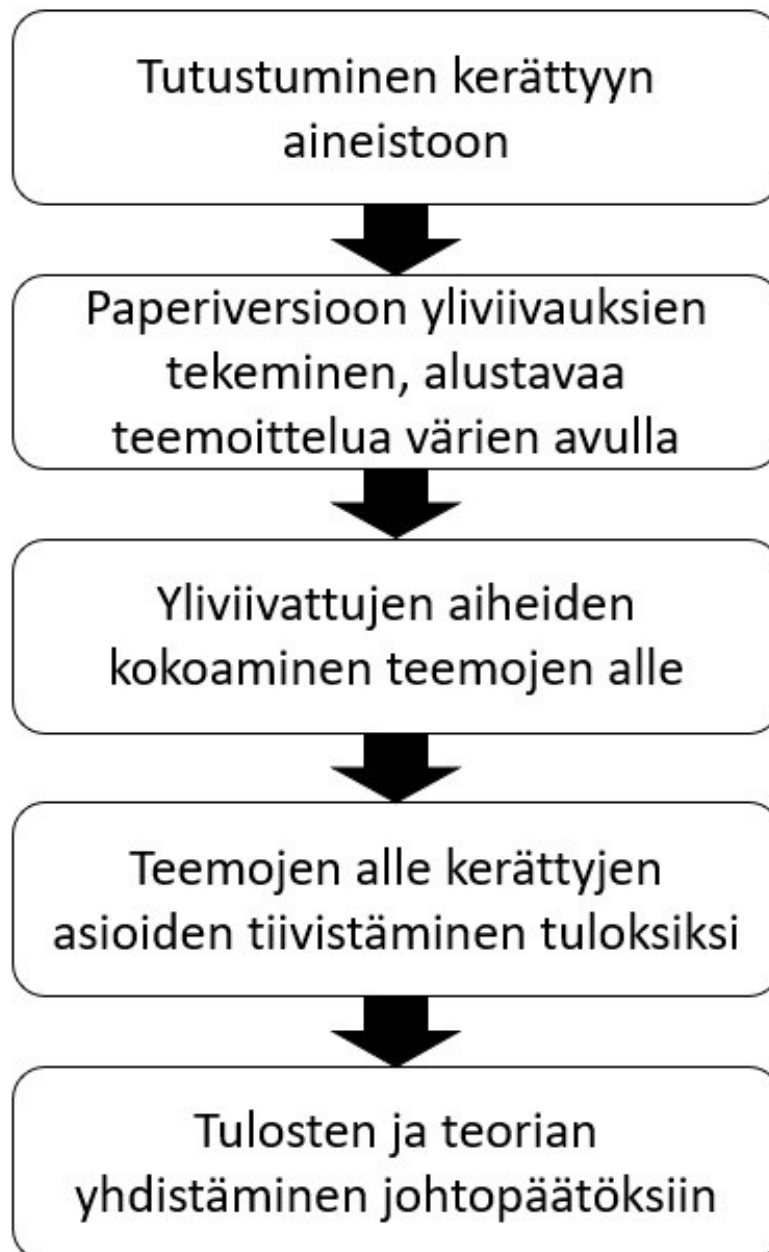 Tutustuminen kerättyyn
aineistoon
Paperiversioon yliviivauksien
tekeminen, alustavaa
teemoittelua värien avulla
Yliviivattujen aiheiden
kokoaminen teemojen alle
Teemojen alle kerättyjen
asioiden tiivistäminen tuloksiksi
Tulosten ja teorian
yhdistäminen johtopäätöksiin